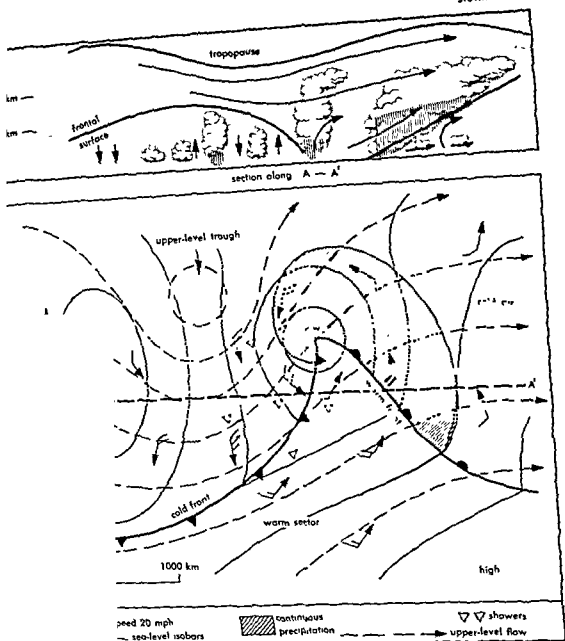 tropopause
km
km
frontal
surface
section along A — A'
upper-level trough
A'
cold front
warm sector
1000 km
high
peed 20 mph
sea-level isobars
continuous
precipitation
showers
upper-level flow